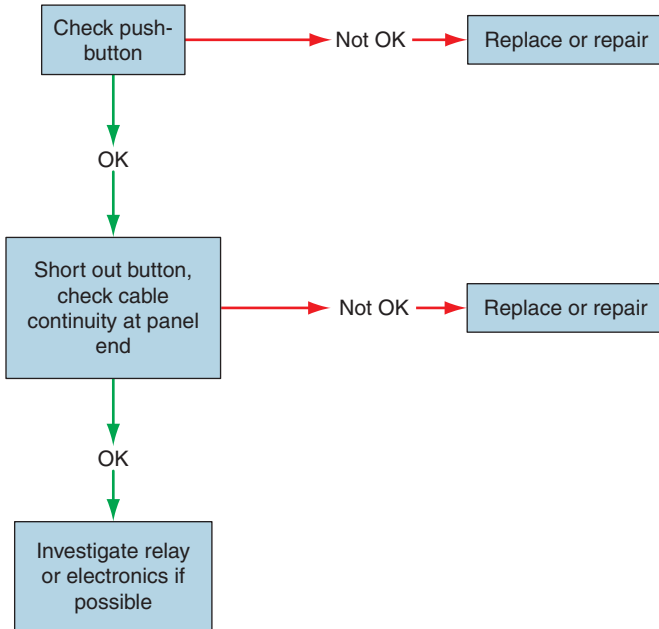 Check push-
button
Not OK
Replace or repair
OK
Short out button,
check cable
continuity at panel
end
Not OK
Replace or repair
OK
Investigate relay
or electronics if
possible